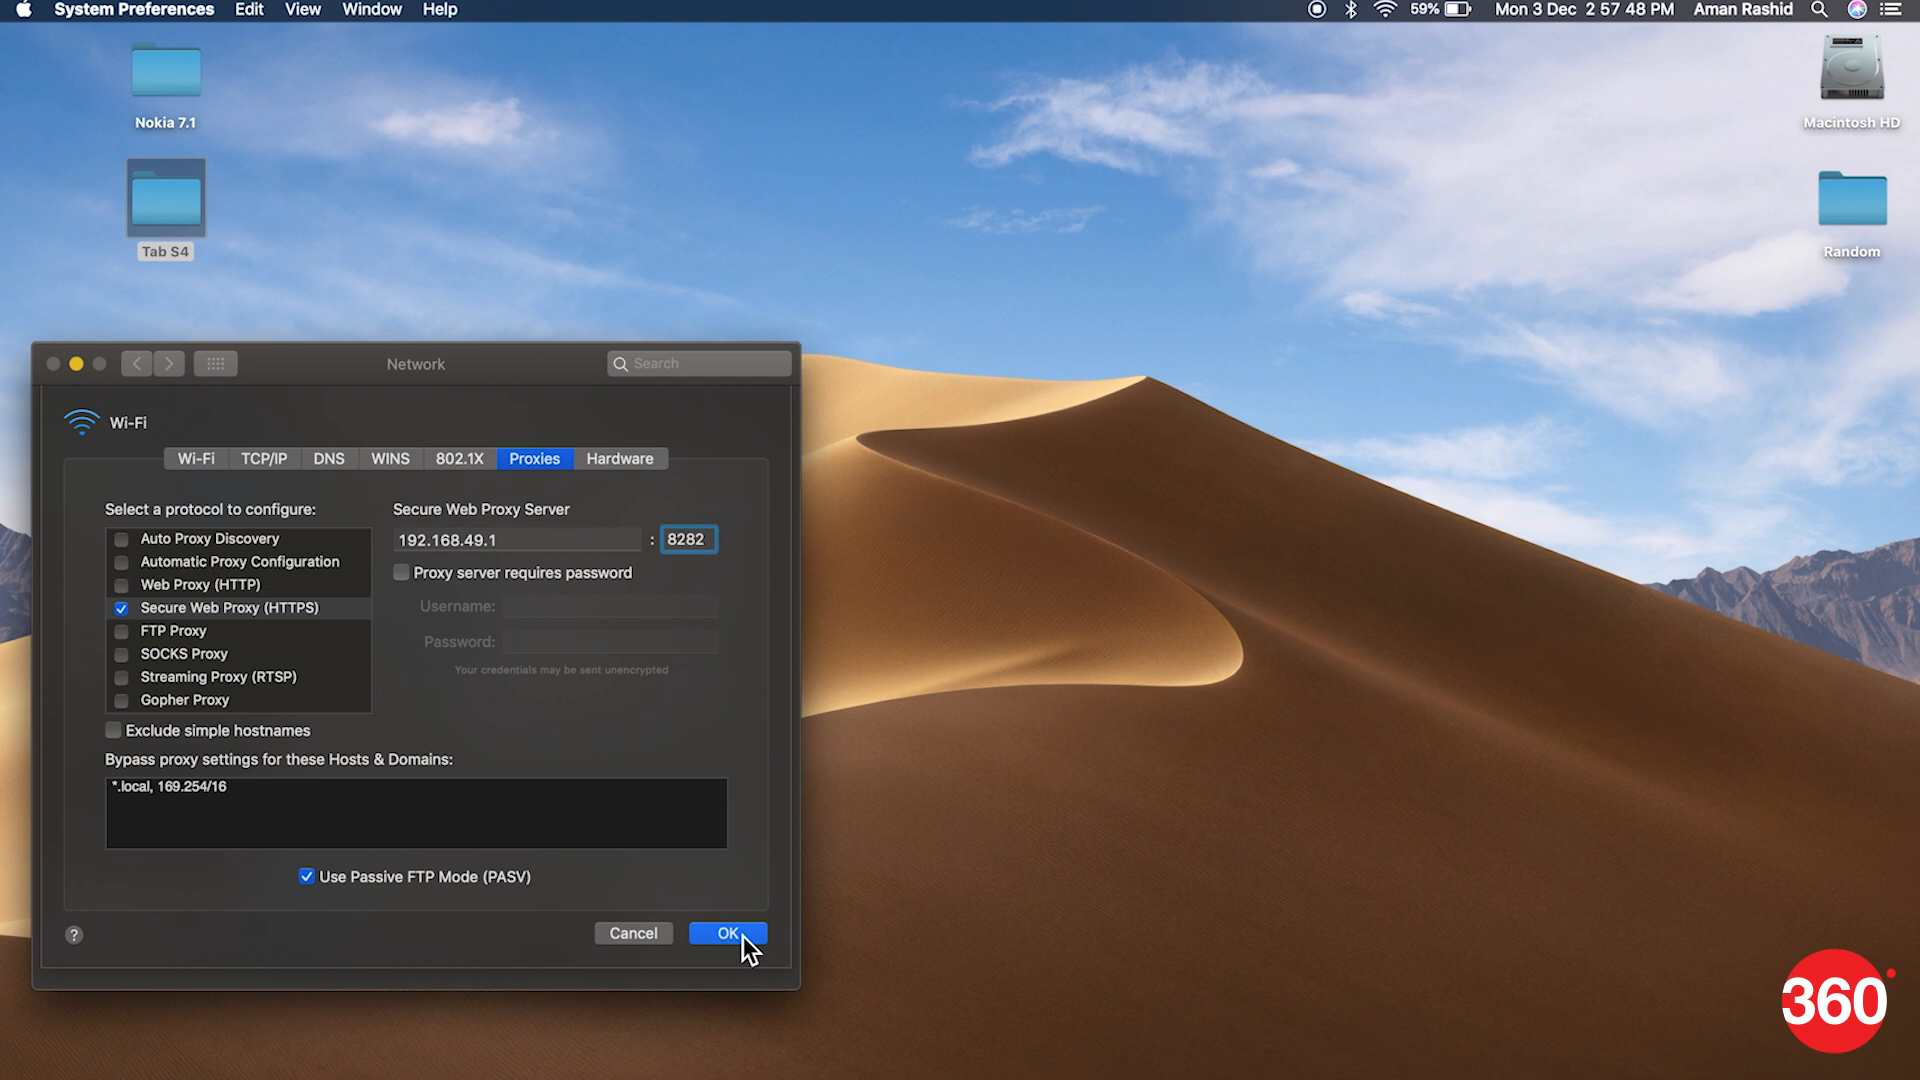 System Preferences Edit View Window Help 59% Mon 3 Dec 2 57 48 PM Aman Rashid
Nokia 7.1
Macintosh HD
Tab S4
Random
Network
Search
Wi-Fi
Wi-Fi TCP/IP DNS WINS 802.1X Proxies Hardware
Select a protocol to configure:
Auto Proxy Discovery
Automatic Proxy Configuration
Web Proxy (HTTP)
Secure Web Proxy (HTTPS)
FTP Proxy
SOCKS Proxy
Streaming Proxy (RTSP)
Gopher Proxy
Secure Web Proxy Server
192.168.49.1 : 8282
Proxy server requires password
Username:
Password:
Your credentials may be sent unencrypted
Exclude simple hostnames
Bypass proxy settings for these Hosts & Domains:
*.local, 169.254/16
Use Passive FTP Mode (PASV)
? Cancel OK
360